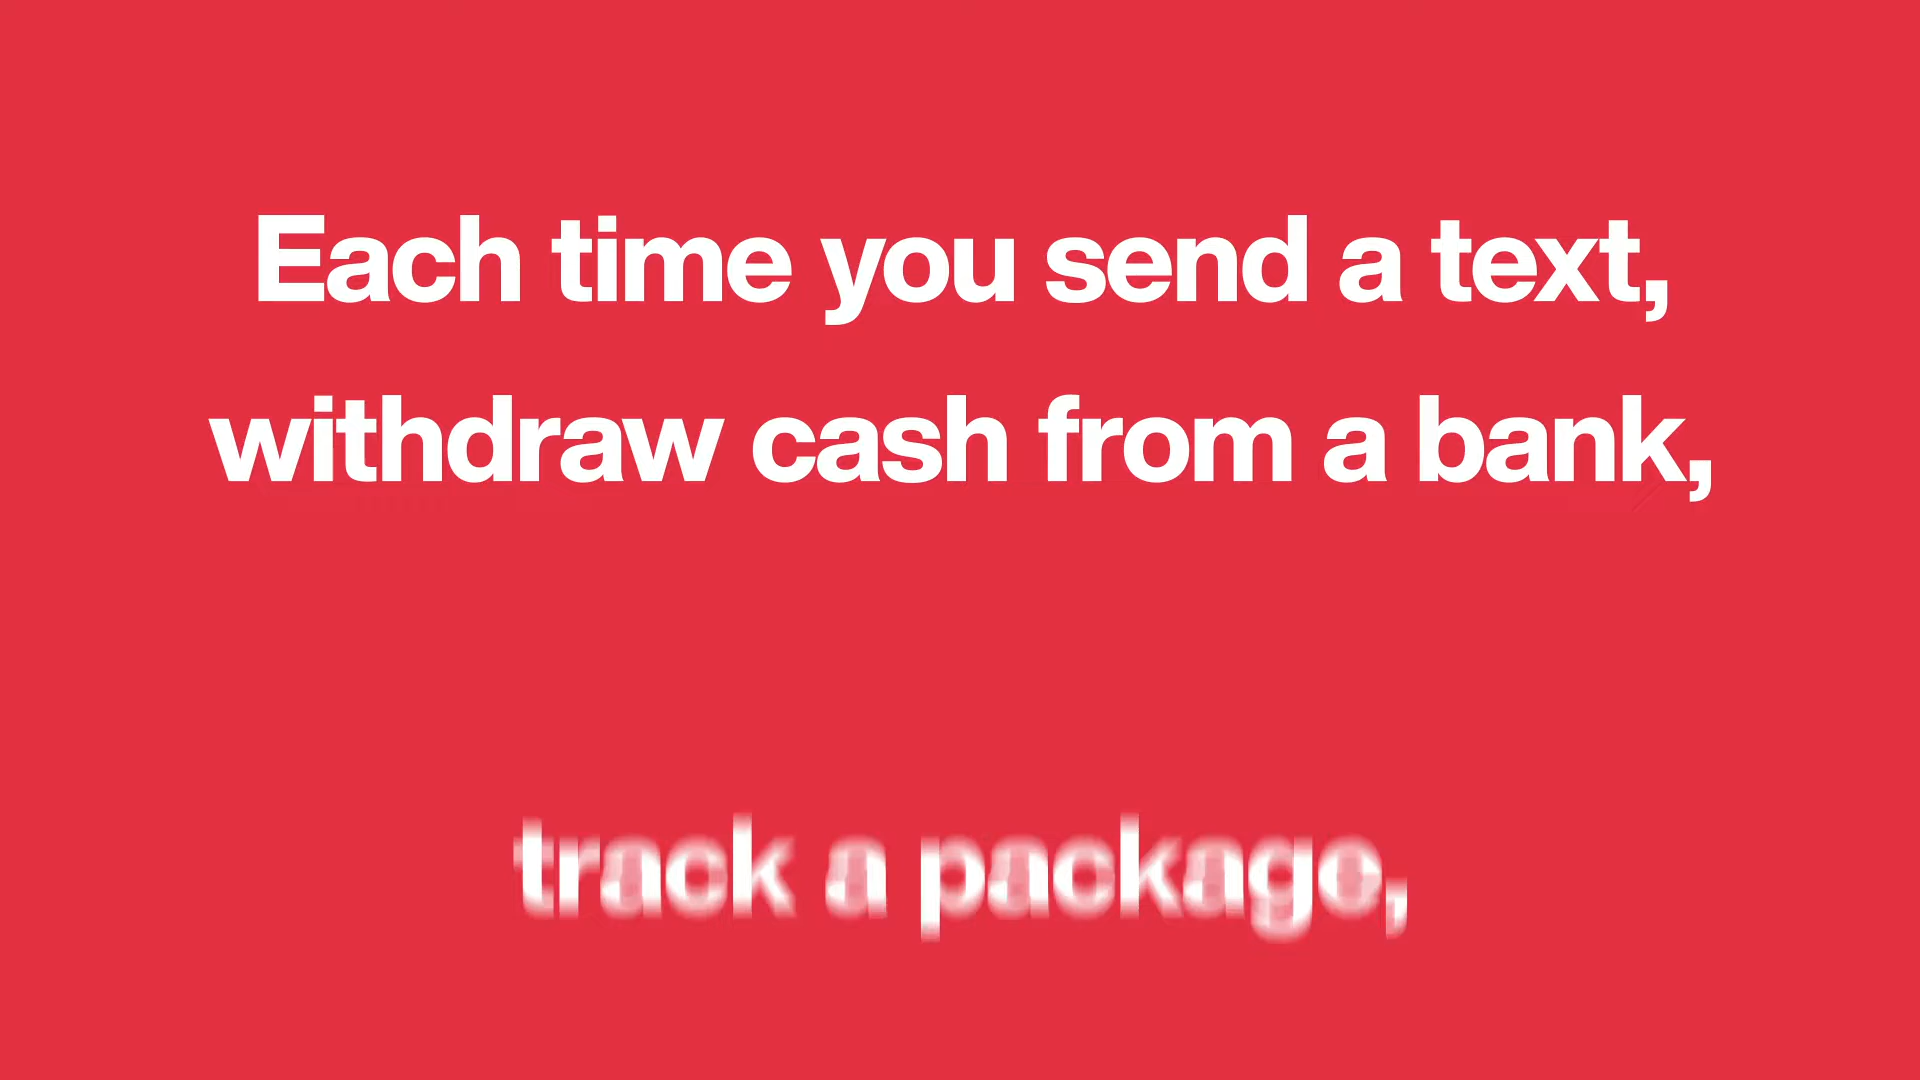 Each time you send a text,
withdraw cash from a bank,
track a package,